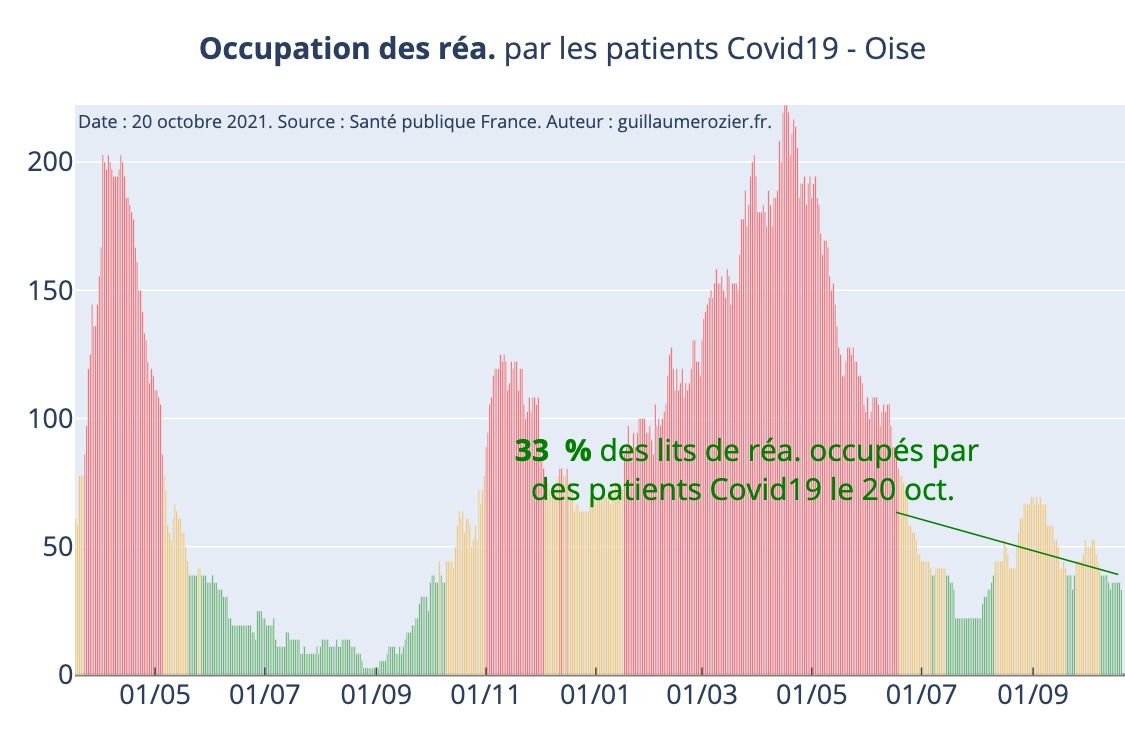 Occupation des réa. par les patients Covid19 - Oise
Date : 20 octobre 2021. Source : Santé publique France. Auteur : guillaumerozier.fr.
200
150
100
33 % des lits de réa. occupés par
des patients Covid19 le 20 oct.
50
0
01/05 01/07 01/09 01/11 01/01 01/03 01/05 01/07 01/09